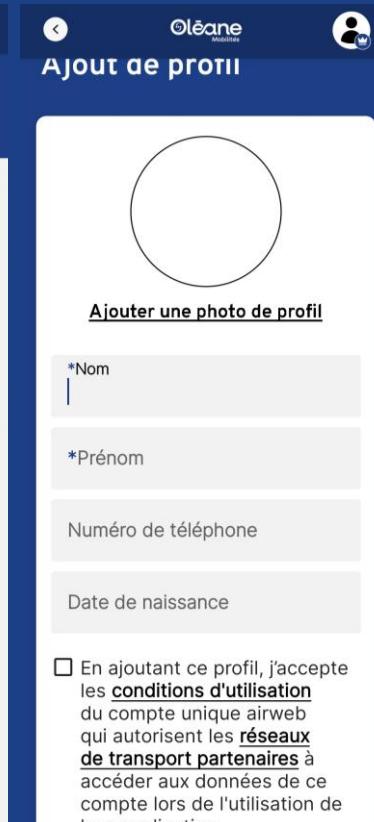 Oléane
Mobilités
Ajout de profil
Ajouter une photo de profil
*Nom
*Prénom
Numéro de téléphone
Date de naissance
En ajoutant ce profil, j'accepte
les conditions d'utilisation
du compte unique airweb
qui autorisent les réseaux
de transport partenaires à
accéder aux données de ce
compte lors de l'utilisation de